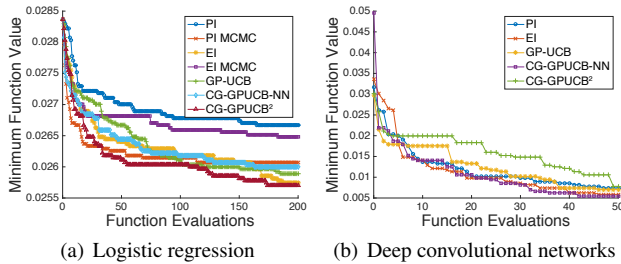 Minimum Function Value
0.0285
0.028
0.0275
0.027
0.0265
0.026
0.0255
0 50 100 150 200
Function Evaluations
PI
PI MCMC
EI
EI MCMC
GP-UCB
CG-GPUCB-NN
CG-GPUCB²
(a) Logistic regression
Minimum Function Value
0.05
0.045
0.04
0.035
0.03
0.025
0.02
0.015
0.01
0.005
0 10 20 30 40 50
Function Evaluations
PI
EI
GP-UCB
CG-GPUCB-NN
CG-GPUCB²
(b) Deep convolutional networks